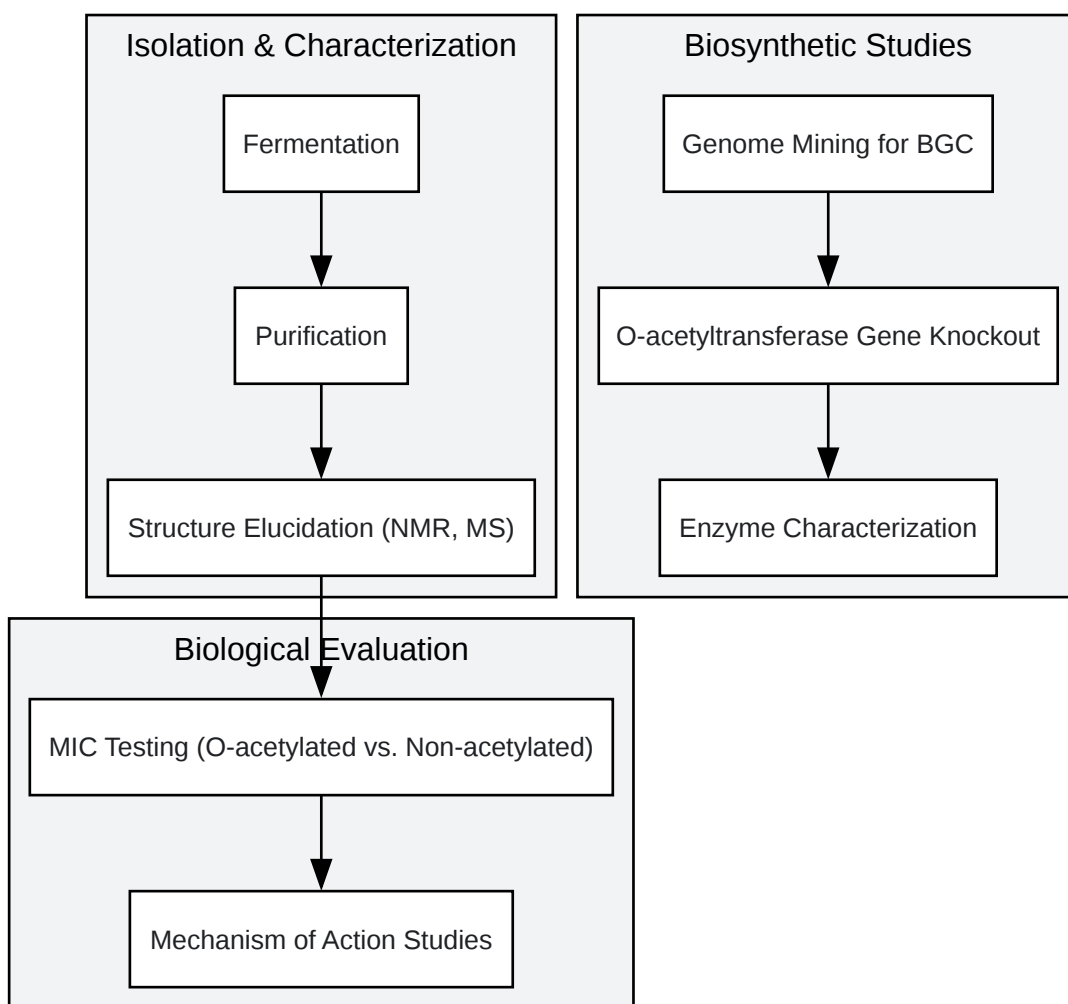 Isolation & Characterization
Fermentation
Purification
Structure Elucidation (NMR, MS)
Biosynthetic Studies
Genome Mining for BGC
O-acetyltransferase Gene Knockout
Enzyme Characterization
Biological Evaluation
MIC Testing (O-acetylated vs. Non-acetylated)
Mechanism of Action Studies